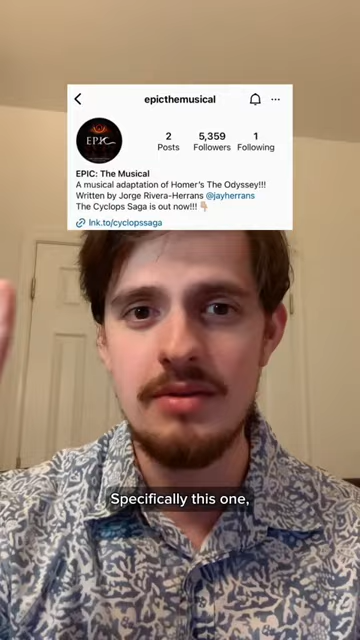 epicthemusical
EPIC
2
5,359
1
Posts
Followers
Following
EPIC: The Musical
A musical adaptation of Homer's The Odyssey!!!
Written by Jorge Rivera-Herrans @jayherrans
The Cyclops Saga is out now!!! 👇🏼
lnk.to/cyclopssaga
Specifically this one,